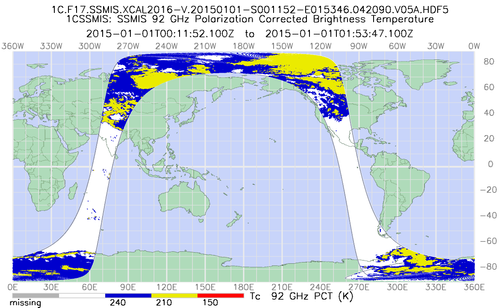 1C.F17.SSMIS.XCAL2016-V.20150101-S001152-E015346.042090.V05A.HDF5
1CSSMIS: SSMIS 92 GHz Polarization Corrected Brightness Temperature
2015-01-01T00:11:52.100Z to 2015-01-01T01:53:47.100Z
360W 330W 300W 270W 240W 210W 180W 150W 120W 90W 60W 30W 0W
80
60
40
20
0
-20
-40
-60
-80
0E 30E 60E 90E 120E 150E 180E 210E 240E 270E 300E 330E 360E
missing 240 210 150 Tc 92 GHz PCT (K)